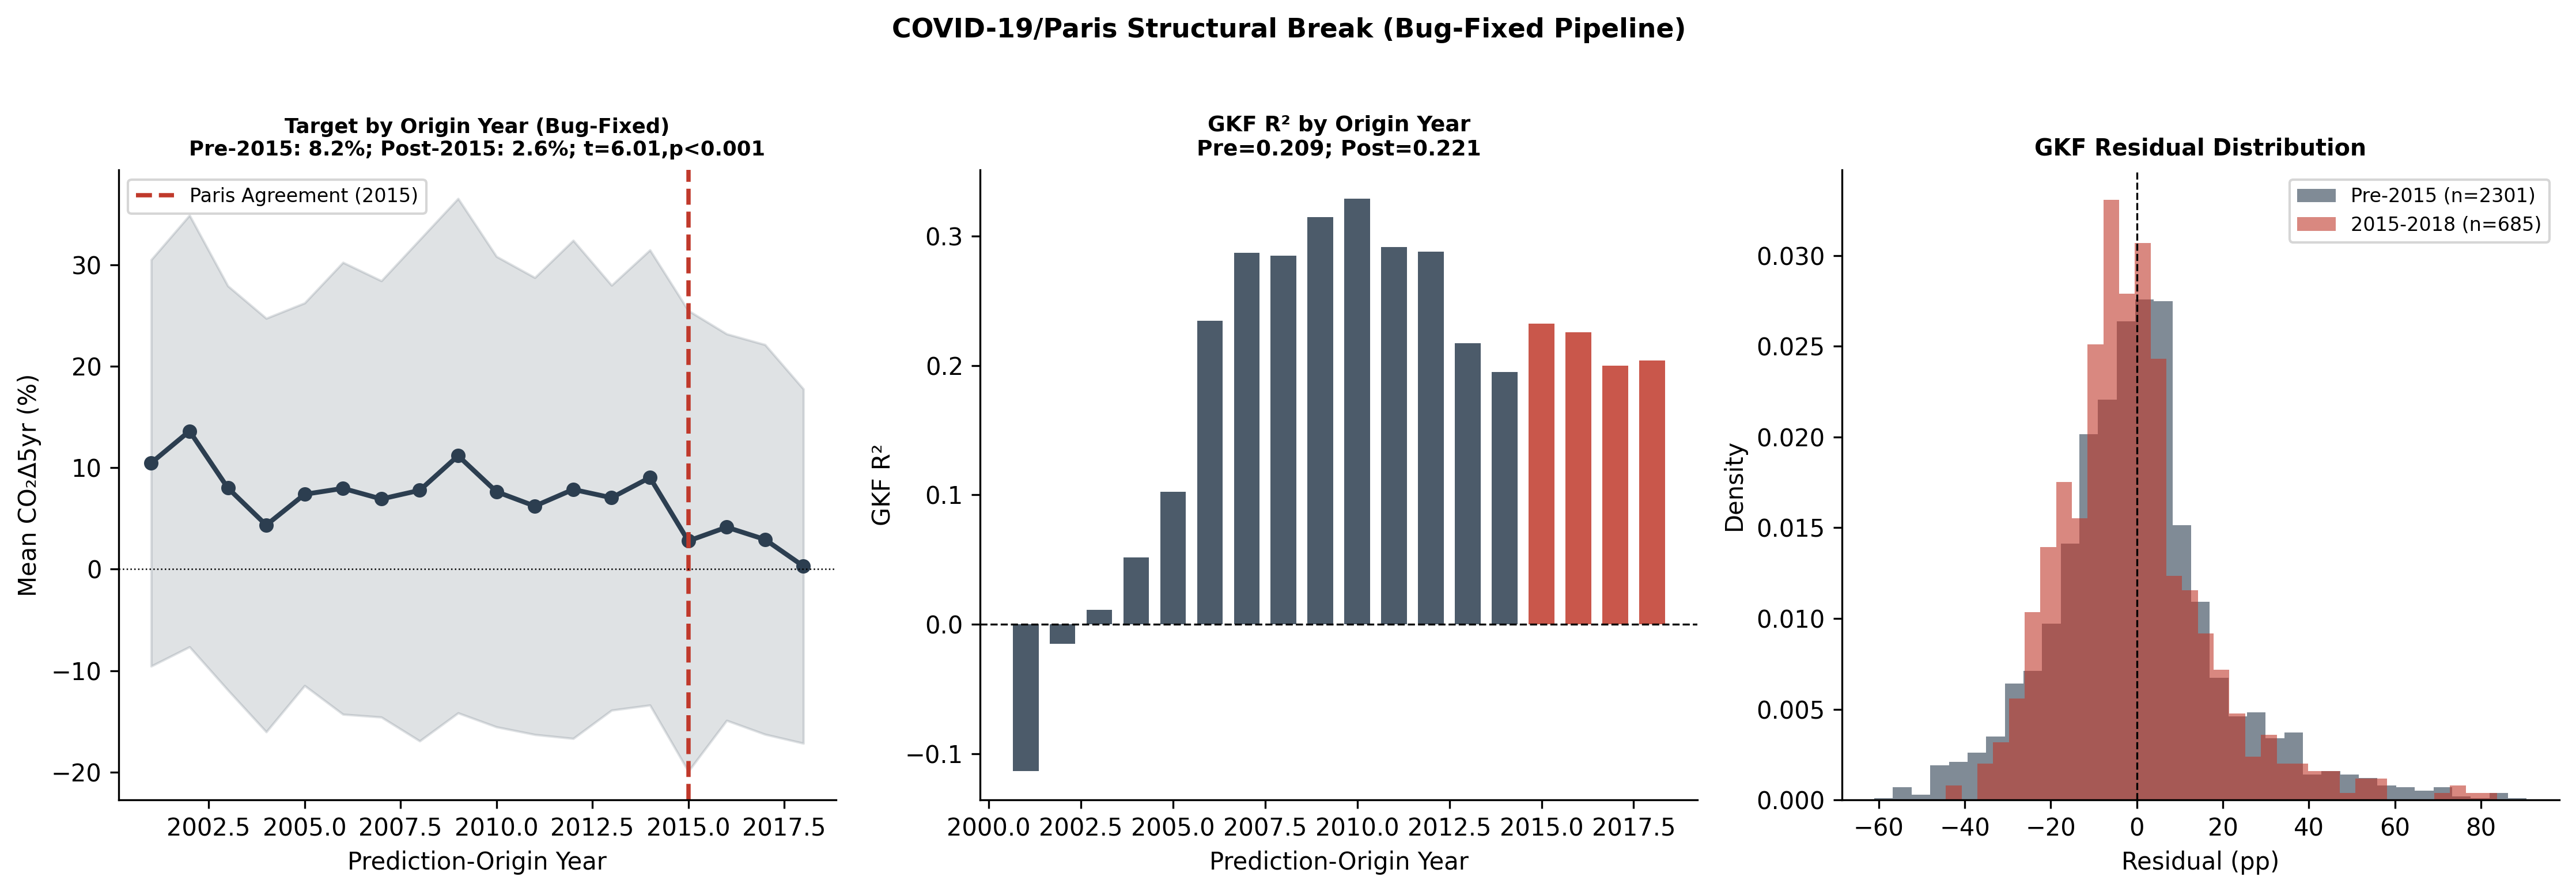 COVID-19/Paris Structural Break (Bug-Fixed Pipeline)
Target by Origin Year (Bug-Fixed)
Pre-2015: 8.2%; Post-2015: 2.6%; t=6.01,p<0.001
Paris Agreement (2015)
Mean CO₂Δ5yr (%)
30
20
10
0
−10
−20
2002.5 2005.0 2007.5 2010.0 2012.5 2015.0 2017.5
Prediction-Origin Year
GKF R² by Origin Year
Pre=0.209; Post=0.221
GKF R²
0.3
0.2
0.1
0.0
−0.1
2000.0 2002.5 2005.0 2007.5 2010.0 2012.5 2015.0 2017.5
Prediction-Origin Year
GKF Residual Distribution
Pre-2015 (n=2301)
2015-2018 (n=685)
Density
0.030
0.025
0.020
0.015
0.010
0.005
0.000
−60 −40 −20 0 20 40 60 80
Residual (pp)